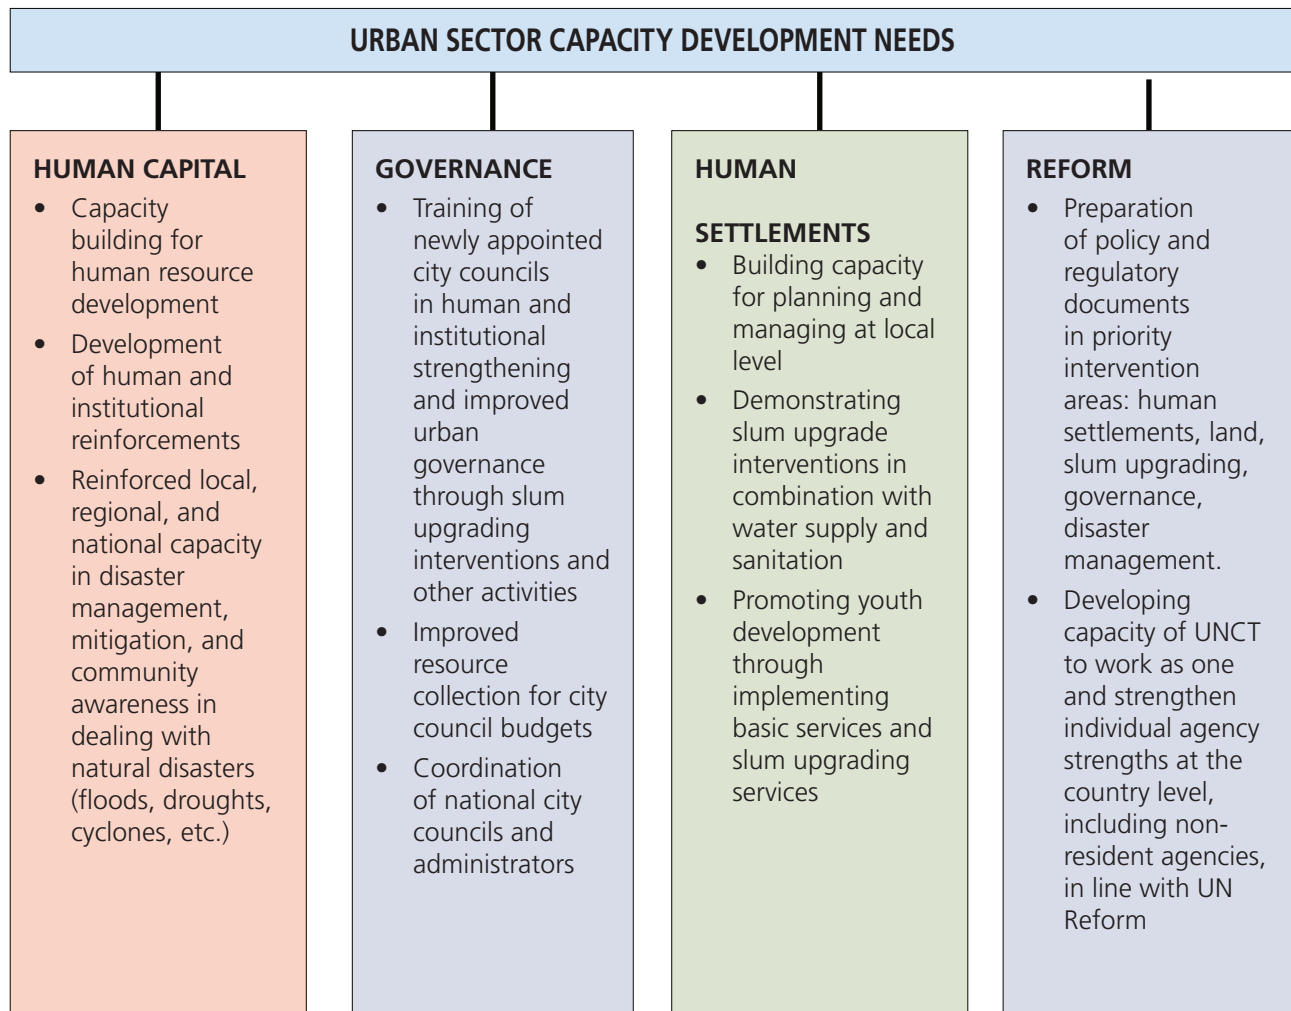 URBAN SECTOR CAPACITY DEVELOPMENT NEEDS
HUMAN CAPITAL
• Capacity
building for
human resource
development
• Development
of human and
institutional
reinforcements
• Reinforced local,
regional, and
national capacity
in disaster
management,
mitigation, and
community
awareness in
dealing with
natural disasters
(floods, droughts,
cyclones, etc.)
GOVERNANCE
• Training of
newly appointed
city councils
in human and
institutional
strengthening
and improved
urban
governance
through slum
upgrading
interventions and
other activities
• Improved
resource
collection for city
council budgets
• Coordination
of national city
councils and
administrators
HUMAN
SETTLEMENTS
• Building capacity
for planning and
managing at local
level
• Demonstrating
slum upgrade
interventions in
combination with
water supply and
sanitation
• Promoting youth
development
through
implementing
basic services and
slum upgrading
services
REFORM
• Preparation
of policy and
regulatory
documents
in priority
intervention
areas: human
settlements, land,
slum upgrading,
governance,
disaster
management.
• Developing
capacity of UNCT
to work as one
and strengthen
individual agency
strengths at the
country level,
including non-
resident agencies,
in line with UN
Reform